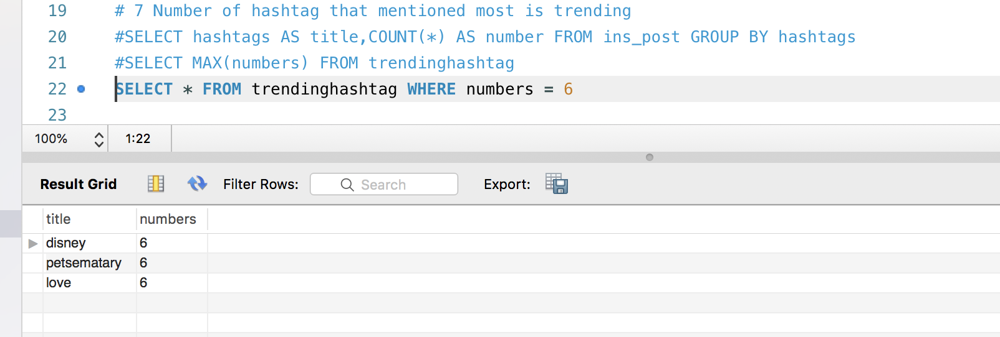 19 # 7 Number of hashtag that mentioned most is trending
20 #SELECT hashtags AS title,COUNT(*) AS number FROM ins_post GROUP BY hashtags
21 #SELECT MAX(numbers) FROM trendinghashtag
22 SELECT * FROM trendinghashtag WHERE numbers = 6
23
100% 1:22
Result Grid Filter Rows: Search Export:
title numbers
disney 6
petsematary 6
love 6